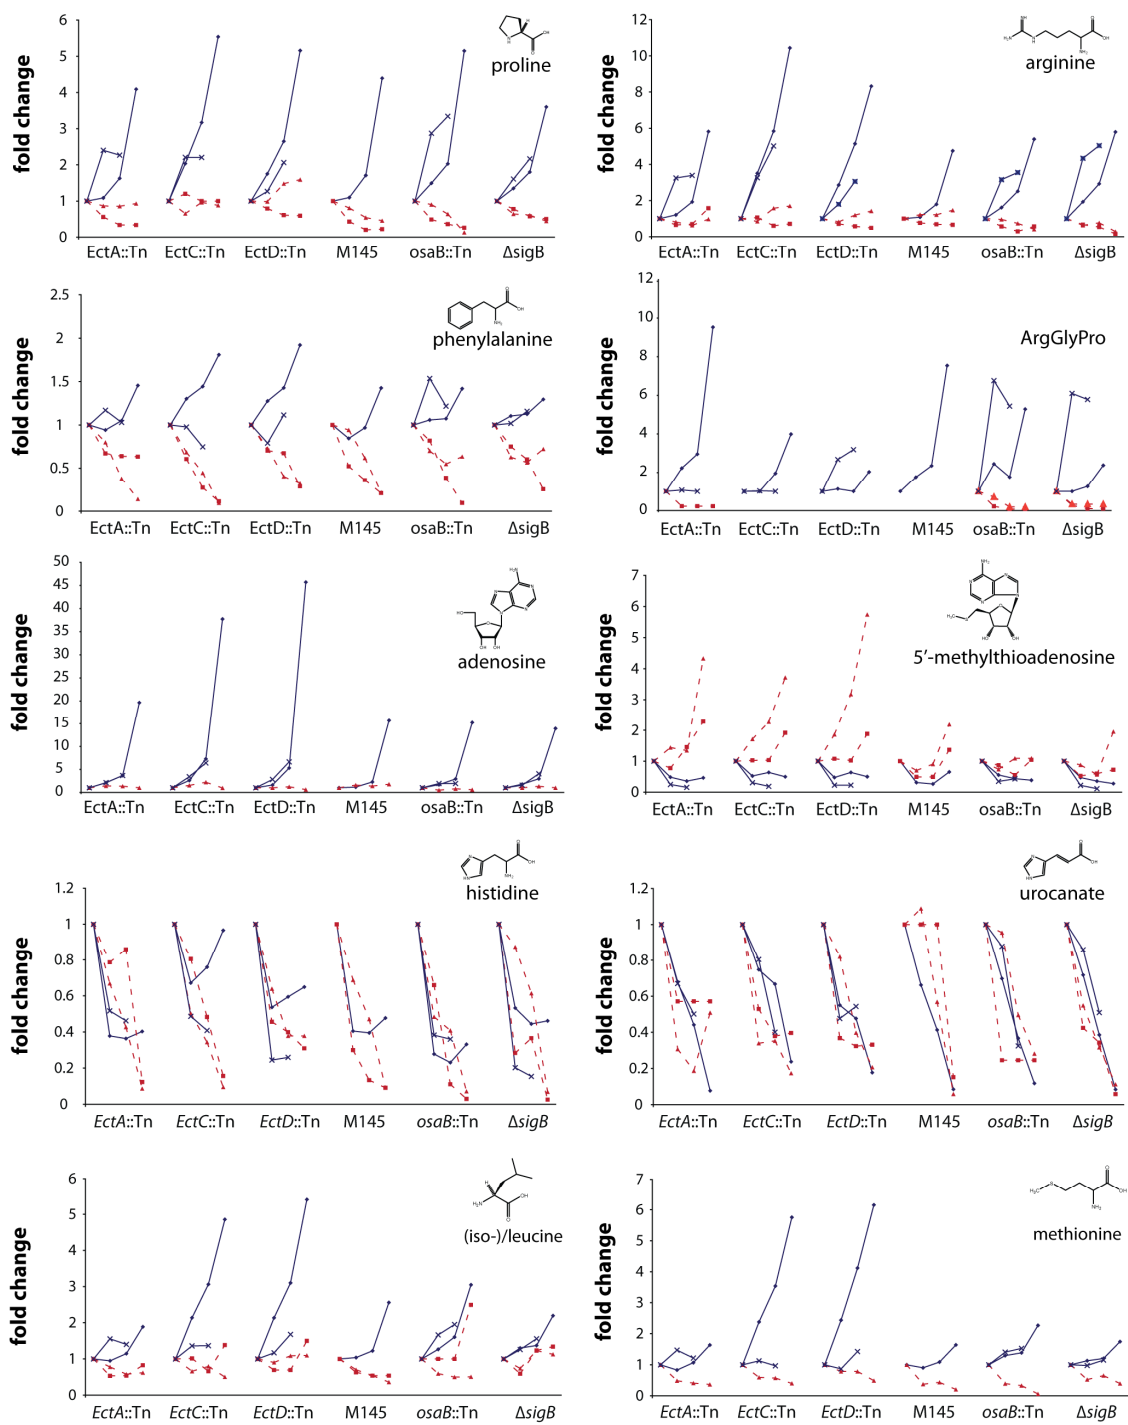 6
5
4
3
2
1
0
fold change
proline
EctA::Tn EctC::Tn EctD::Tn M145 osaB::Tn ΔsigB
12
10
8
6
4
2
0
fold change
arginine
EctA::Tn EctC::Tn EctD::Tn M145 osaB::Tn ΔsigB
2.5
2
1.5
1
0.5
0
fold change
phenylalanine
EctA::Tn EctC::Tn EctD::Tn M145 osaB::Tn ΔsigB
12
10
8
6
4
2
0
fold change
ArgGlyPro
EctA::Tn EctC::Tn EctD::Tn M145 osaB::Tn ΔsigB
50
45
40
35
30
25
20
15
10
5
0
fold change
adenosine
EctA::Tn EctC::Tn EctD::Tn M145 osaB::Tn ΔsigB
7
6
5
4
3
2
1
0
fold change
5′-methylthioadenosine
EctA::Tn EctC::Tn EctD::Tn M145 osaB::Tn ΔsigB
1.2
1
0.8
0.6
0.4
0.2
0
fold change
histidine
EctA::Tn EctC::Tn EctD::Tn M145 osaB::Tn ΔsigB
1.2
1
0.8
0.6
0.4
0.2
0
fold change
urocanate
EctA::Tn EctC::Tn EctD::Tn M145 osaB::Tn ΔsigB
6
5
4
3
2
1
0
fold change
(iso-)/leucine
EctA::Tn EctC::Tn EctD::Tn M145 osaB::Tn ΔsigB
7
6
5
4
3
2
1
0
fold change
methionine
EctA::Tn EctC::Tn EctD::Tn M145 osaB::Tn ΔsigB